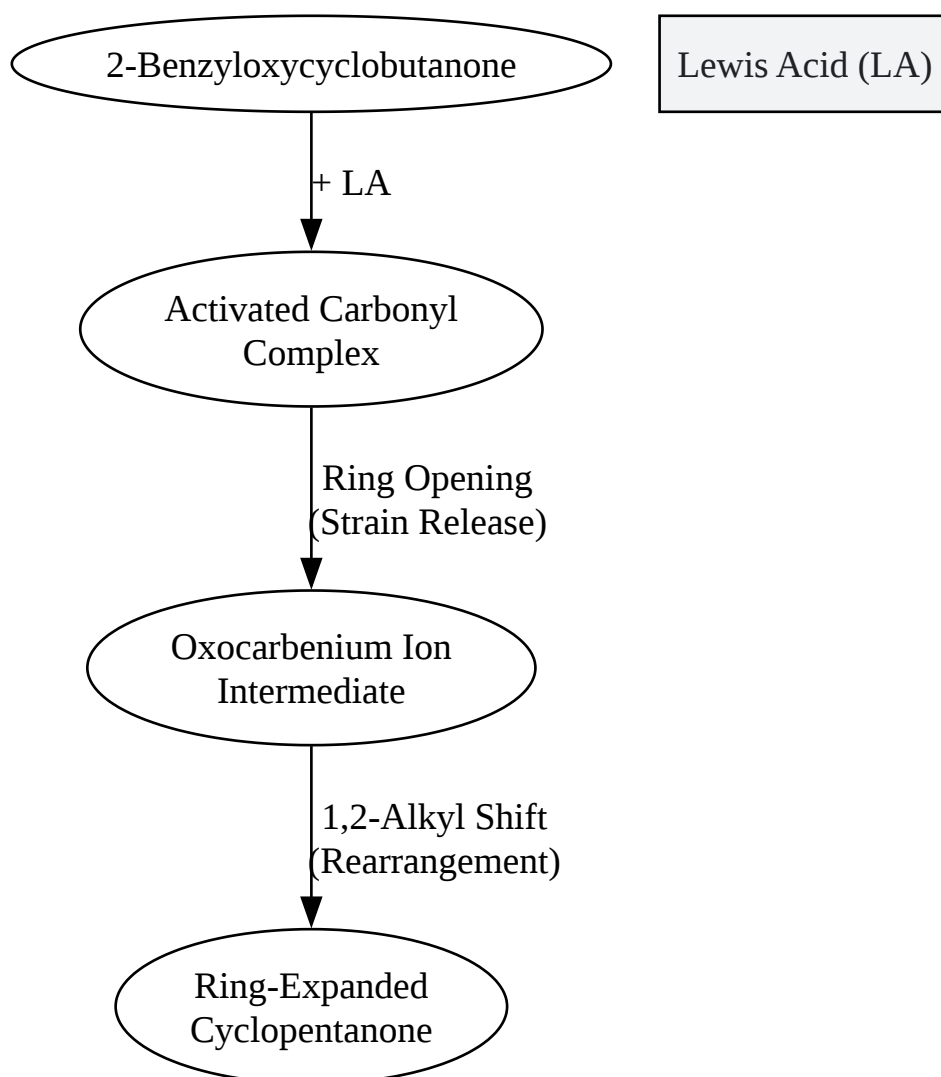 2-Benzyloxycyclobutanone
Lewis Acid (LA)
+ LA
Activated Carbonyl
Complex
Ring Opening
(Strain Release)
Oxocarbenium Ion
Intermediate
1,2-Alkyl Shift
(Rearrangement)
Ring-Expanded
Cyclopentanone